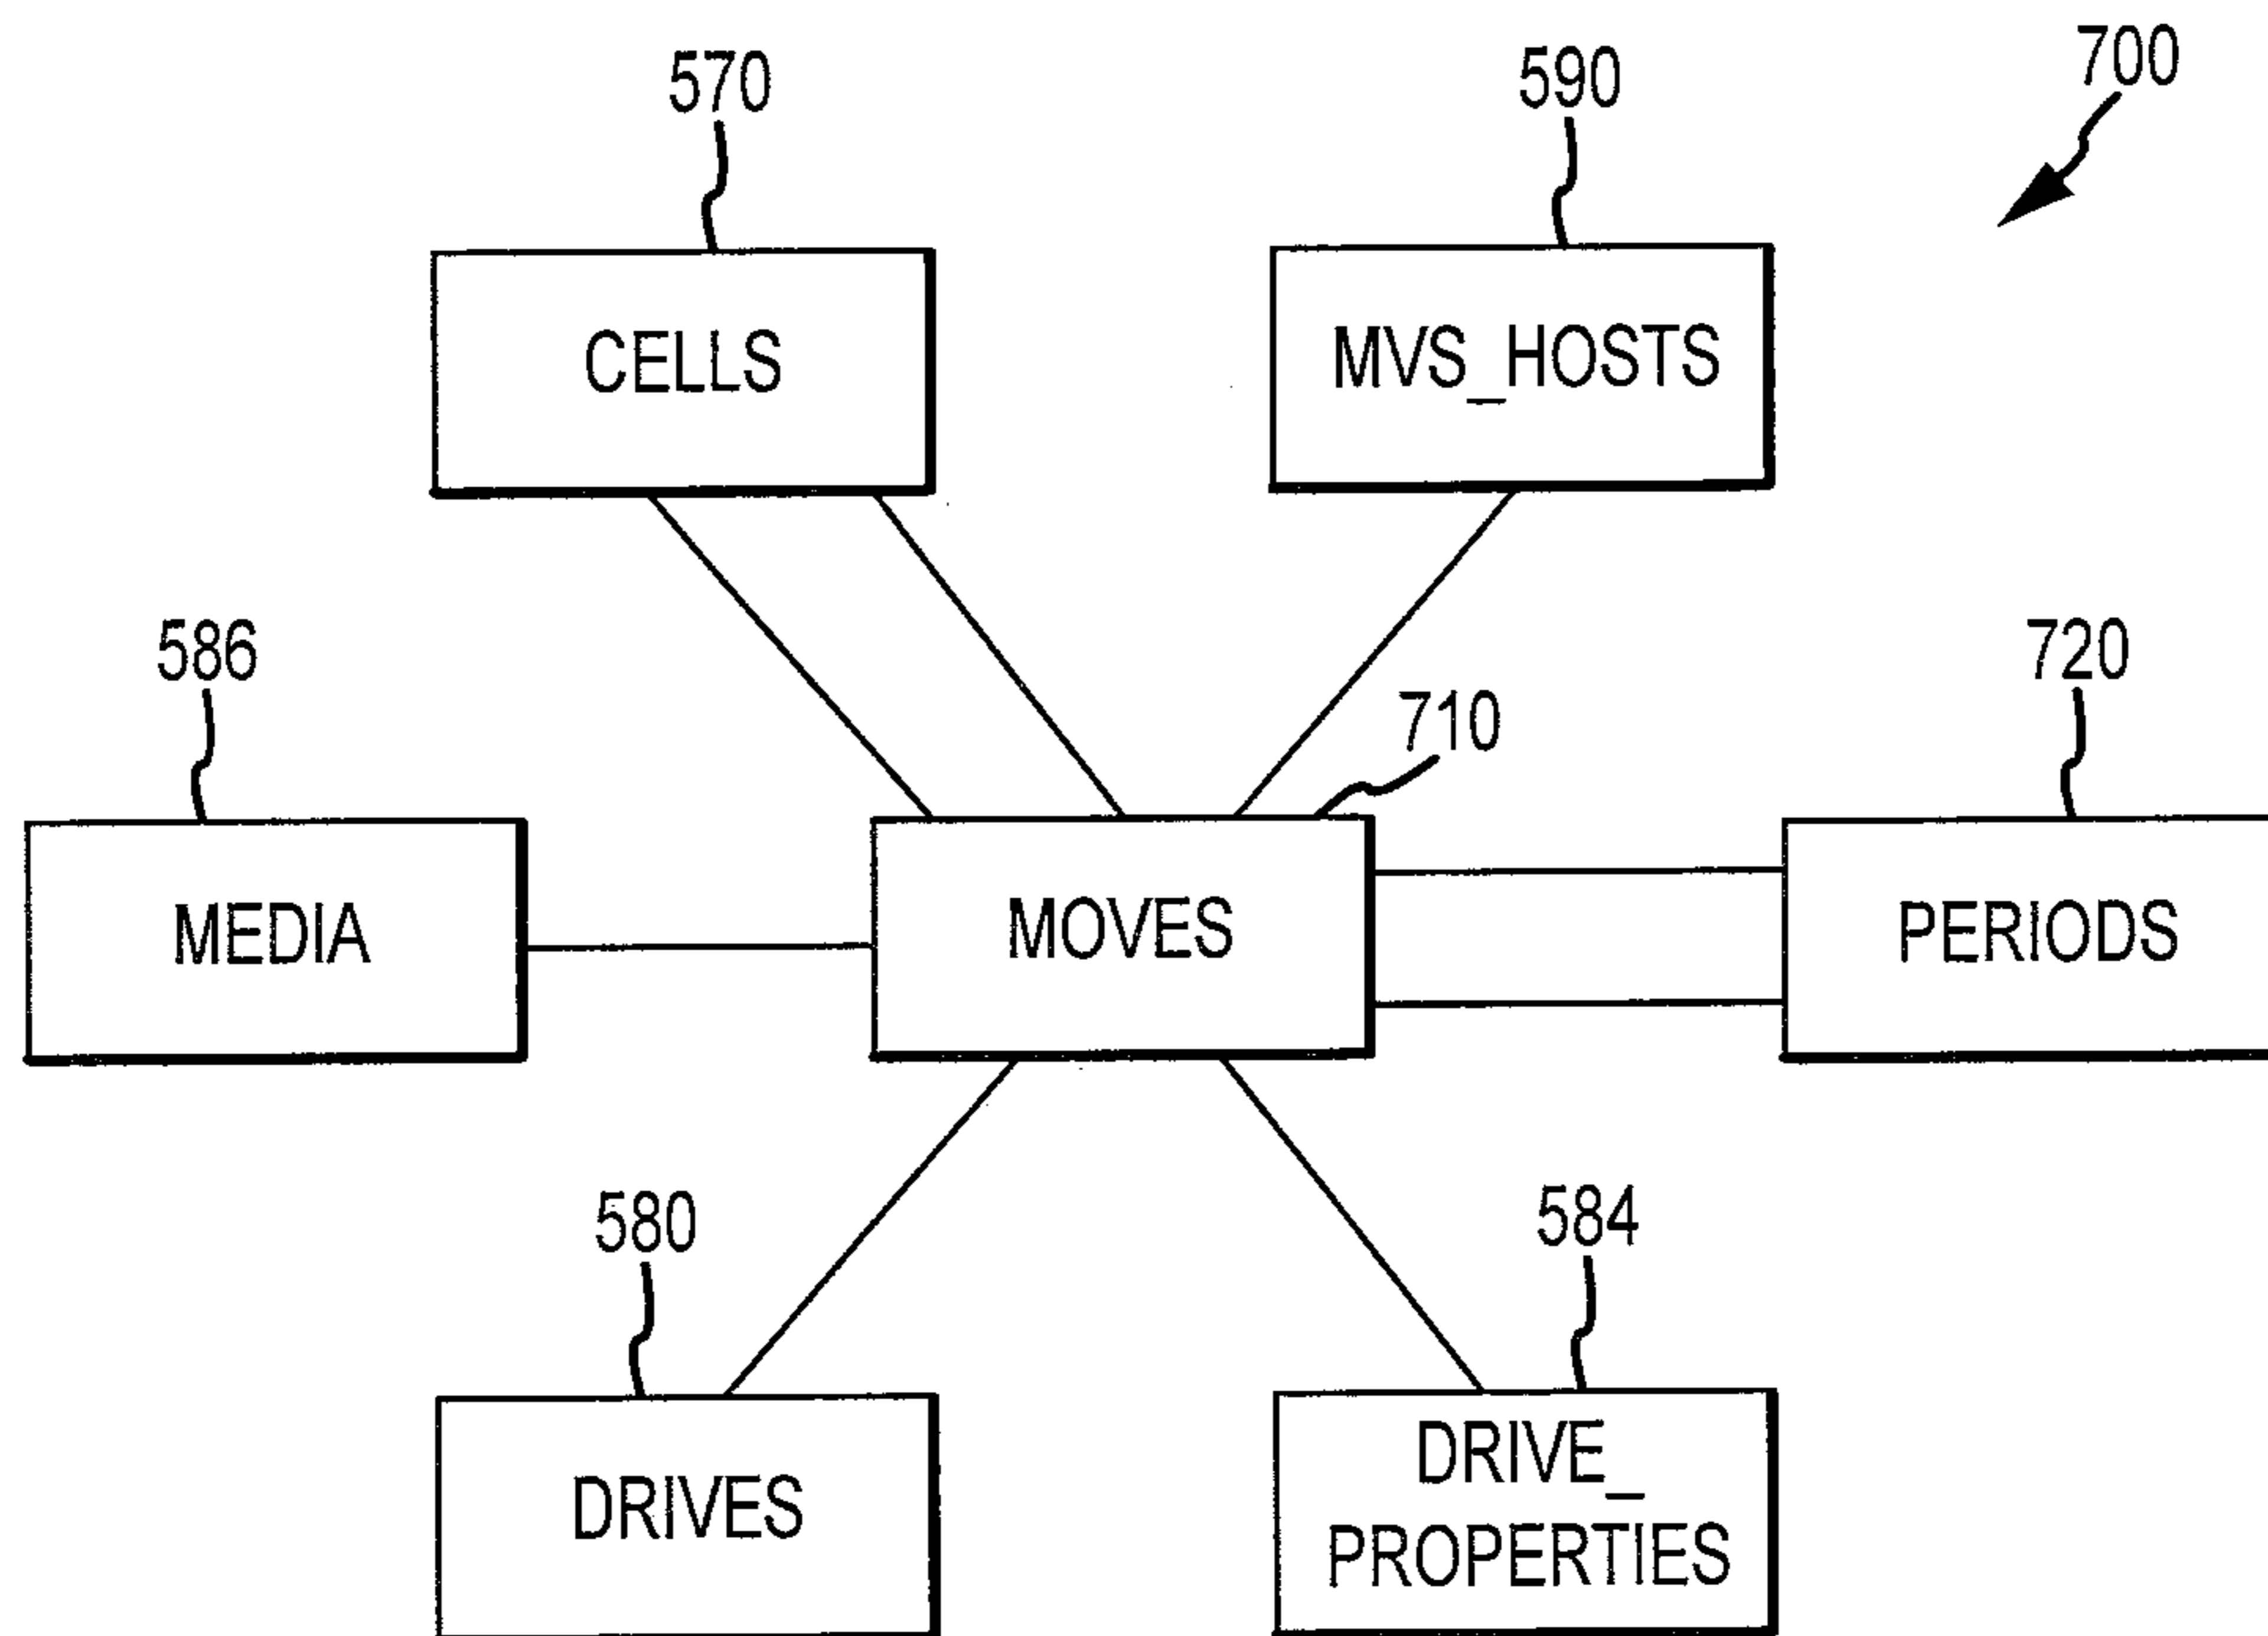 700
570
590
CELLS
MVS_HOSTS
586
720
710
MEDIA
MOVES
PERIODS
580
584
DRIVES
DRIVE_
PROPERTIES